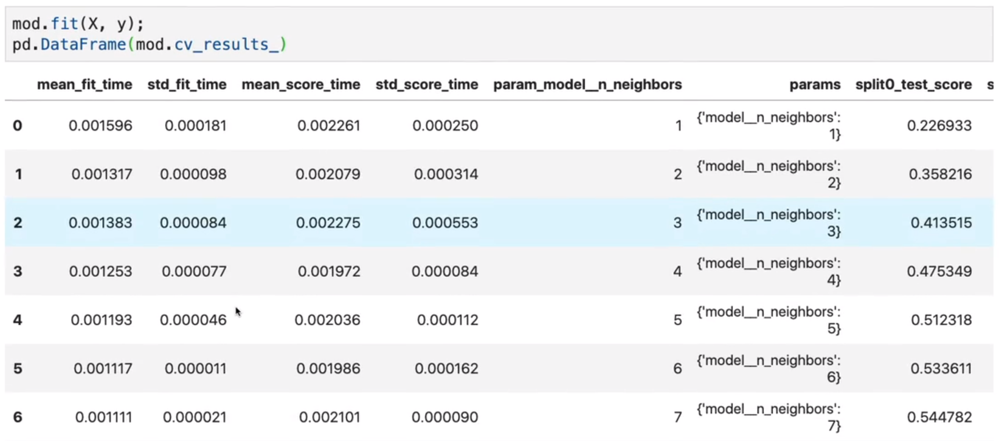 mod.fit(X, y);
pd.DataFrame(mod.cv_results_)
mean_fit_time std_fit_time mean_score_time std_score_time param_model__n_neighbors params split0_test_score s
0 0.001596 0.000181 0.002261 0.000250 1 {'model__n_neighbors': 1} 0.226933
1 0.001317 0.000098 0.002079 0.000314 2 {'model__n_neighbors': 2} 0.358216
2 0.001383 0.000084 0.002275 0.000553 3 {'model__n_neighbors': 3} 0.413515
3 0.001253 0.000077 0.001972 0.000084 4 {'model__n_neighbors': 4} 0.475349
4 0.001193 0.000046 0.002036 0.000112 5 {'model__n_neighbors': 5} 0.512318
5 0.001117 0.000011 0.001986 0.000162 6 {'model__n_neighbors': 6} 0.533611
6 0.001111 0.000021 0.002101 0.000090 7 {'model__n_neighbors': 7} 0.544782